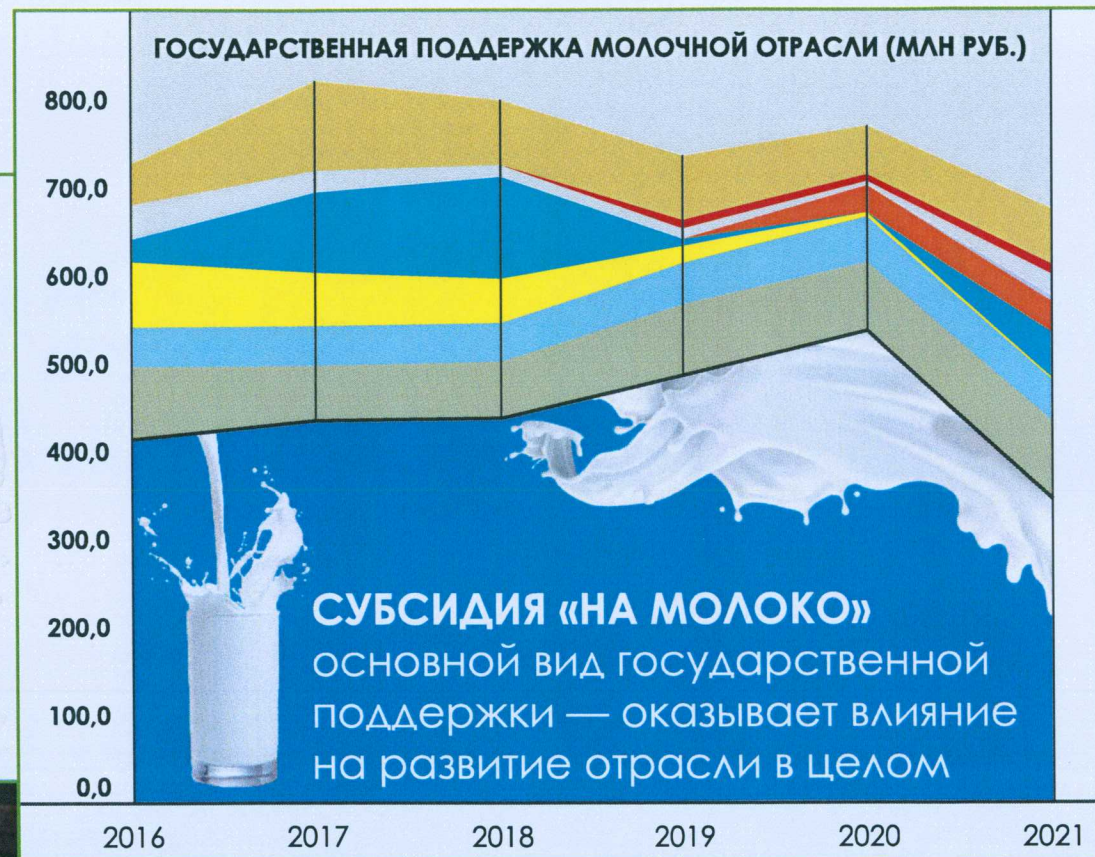 ГОСУДАРСТВЕННАЯ ПОДДЕРЖКА МОЛОЧНОЙ ОТРАСЛИ (МЛН РУБ.)
800,0
700,0
600,0
500,0
400,0
300,0
200,0
100,0
0,0
СУБСИДИЯ «НА МОЛОКО»
основной вид государственной
поддержки — оказывает влияние
на развитие отрасли в целом
2016 2017 2018 2019 2020 2021